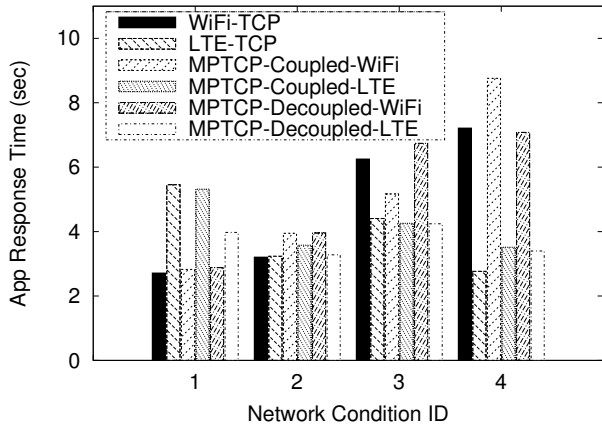 App Response Time (sec)
10
8
6
4
2
0
WiFi-TCP
LTE-TCP
MPTCP-Coupled-WiFi
MPTCP-Coupled-LTE
MPTCP-Decoupled-WiFi
MPTCP-Decoupled-LTE
1 2 3 4
Network Condition ID